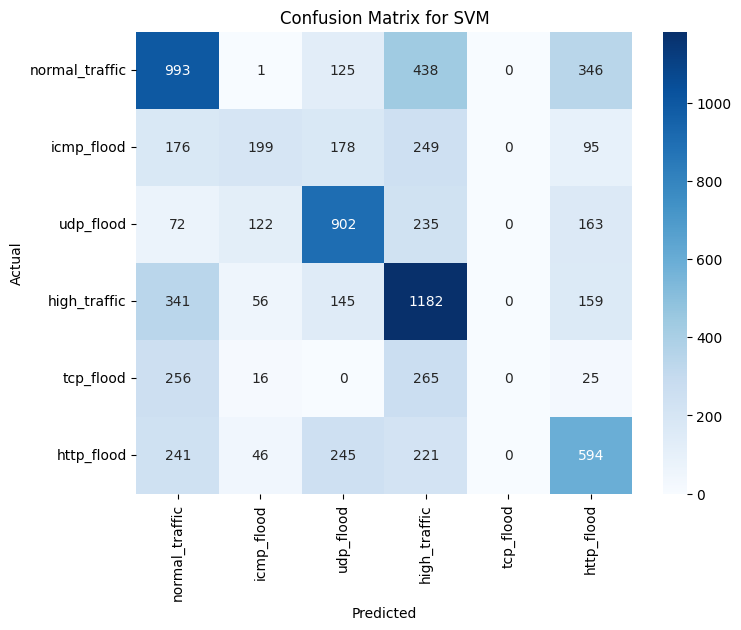 Confusion Matrix for SVM
Actual
normal_traffic 993 1 125 438 0 346
icmp_flood 176 199 178 249 0 95
udp_flood 72 122 902 235 0 163
high_traffic 341 56 145 1182 0 159
tcp_flood 256 16 0 265 0 25
http_flood 241 46 245 221 0 594
normal_traffic icmp_flood udp_flood high_traffic tcp_flood http_flood
Predicted
1000
800
600
400
200
0